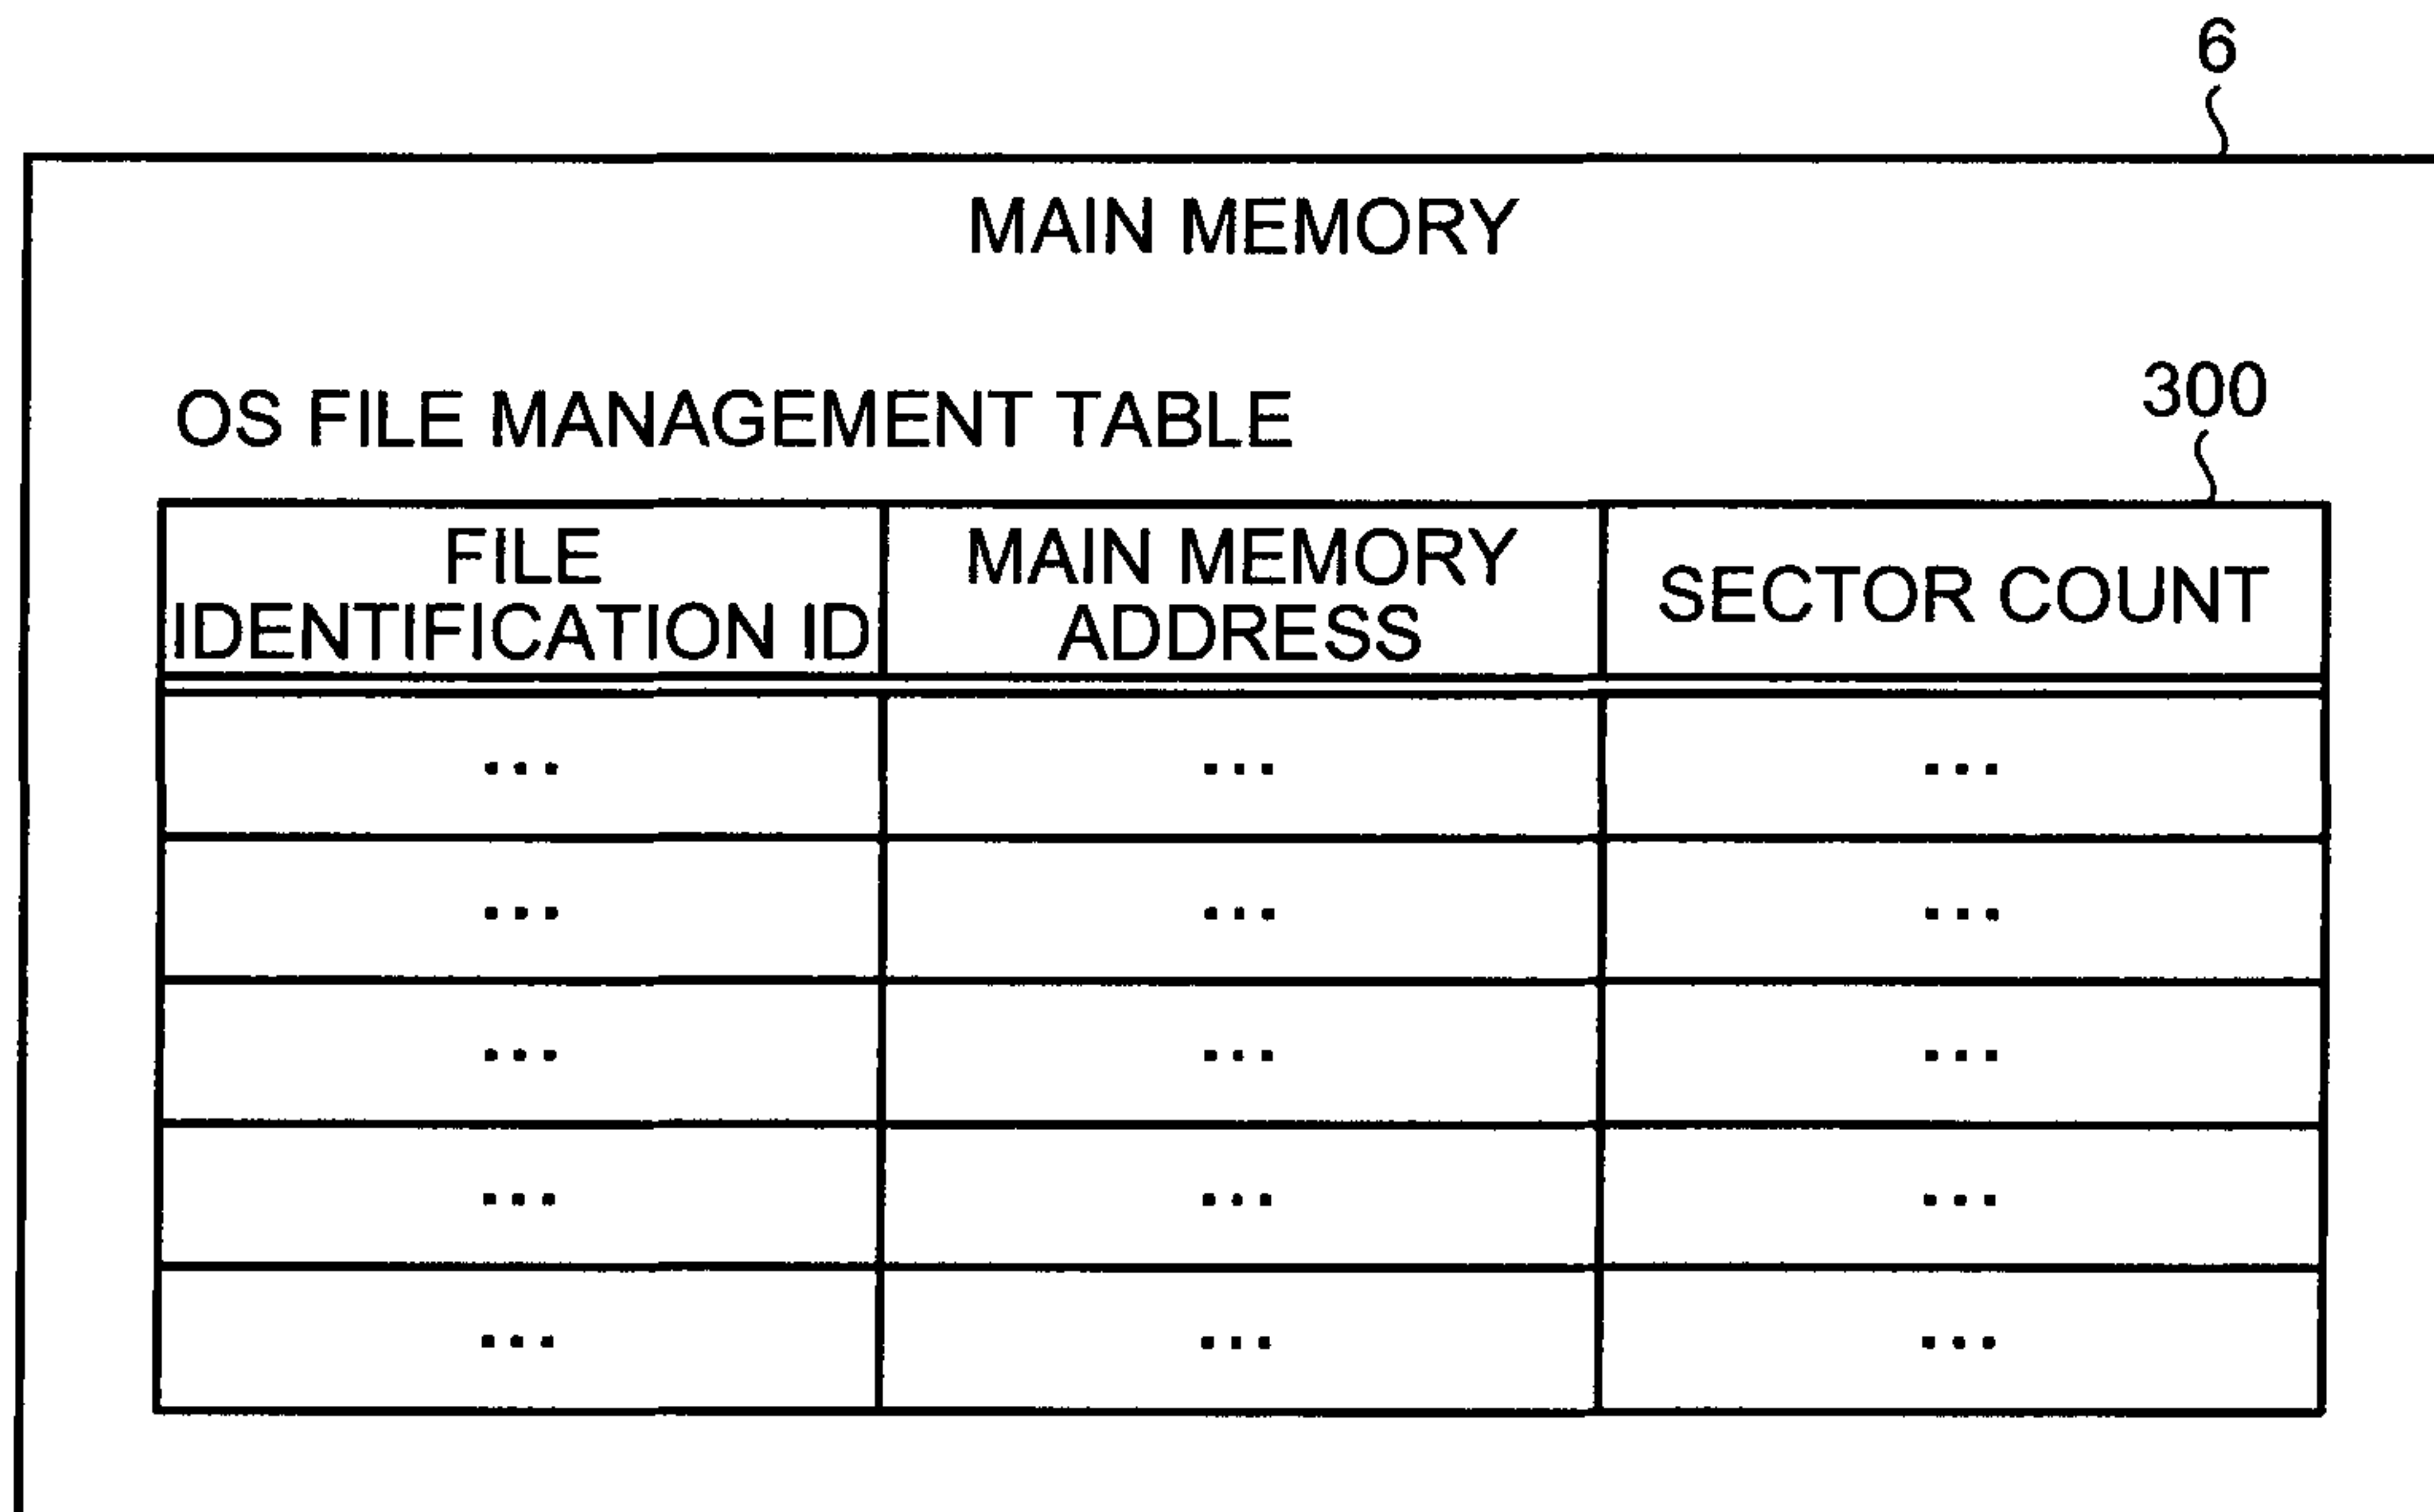 6
MAIN MEMORY
300
OS FILE MANAGEMENT TABLE
FILE
IDENTIFICATION ID
MAIN MEMORY
ADDRESS
SECTOR COUNT
... ... ...
... ... ...
... ... ...
... ... ...
... ... ...